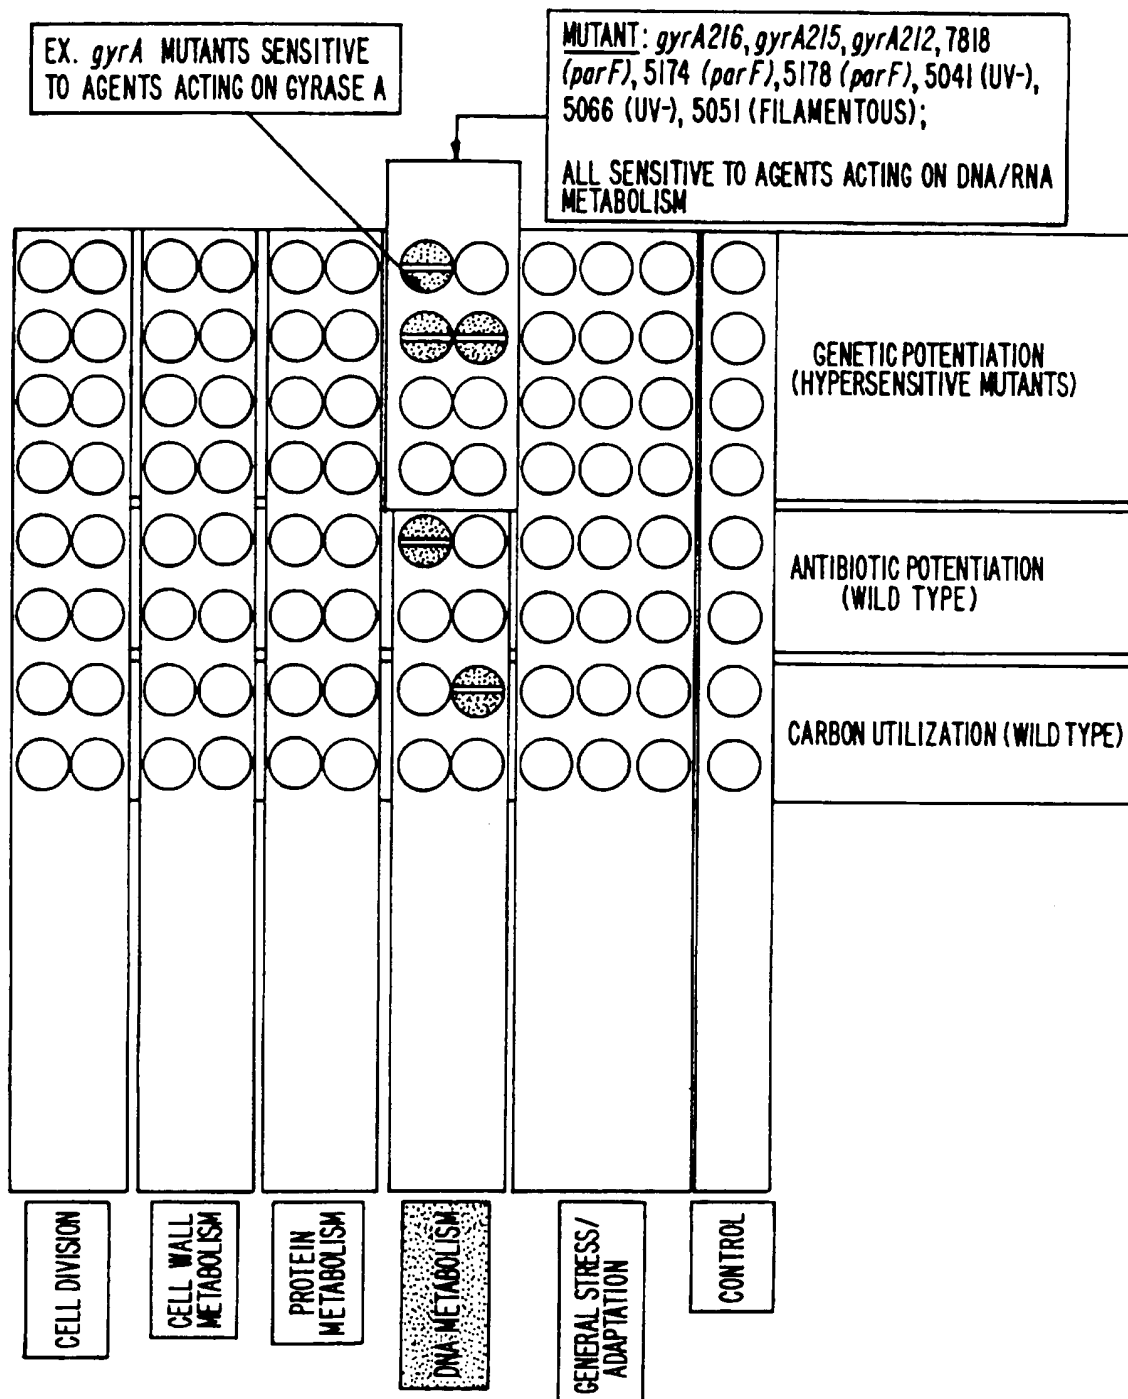 EX. gyrA MUTANTS SENSITIVE
TO AGENTS ACTING ON GYRASE A
MUTANT: gyrA216, gyrA215, gyrA212, 7818
(parF), 5174 (parF), 5178 (parF), 5041 (UV-),
5066 (UV-), 5051 (FILAMENTOUS);
ALL SENSITIVE TO AGENTS ACTING ON DNA/RNA
METABOLISM
GENETIC POTENTIATION
(HYPERSENSITIVE MUTANTS)
ANTIBIOTIC POTENTIATION
(WILD TYPE)
CARBON UTILIZATION (WILD TYPE)
CELL DIVISION
CELL WALL
METABOLISM
PROTEIN
METABOLISM
DNA METABOLISM
GENERAL STRESS/
ADAPTATION
CONTROL